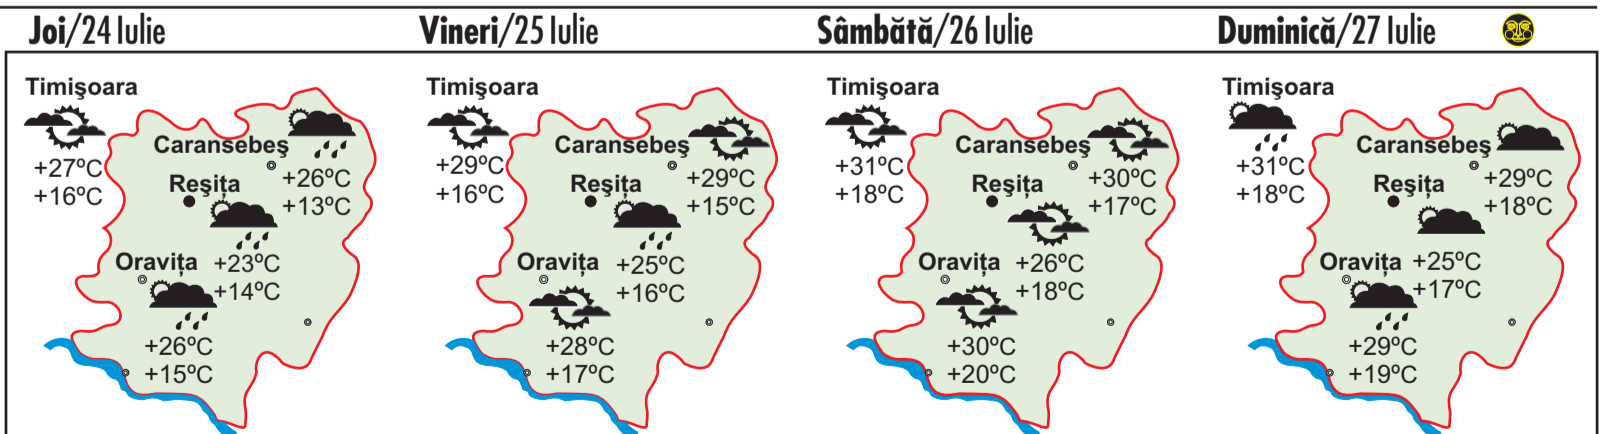 Joi/24 Iulie
Timişoara
+27ºC
+16ºC
Caransebeş
+26ºC
+13ºC
Reşiţa
+23ºC
+14ºC
Oraviţa
+26ºC
+15ºC
Vineri/25 Iulie
Timişoara
+29ºC
+16ºC
Caransebeş
+29ºC
+15ºC
Reşiţa
+25ºC
+16ºC
Oraviţa
+28ºC
+17ºC
Sâmbătă/26 Iulie
Timişoara
+31ºC
+18ºC
Caransebeş
+30ºC
+17ºC
Reşiţa
+26ºC
+18ºC
Oraviţa
+30ºC
+20ºC
Duminică/27 Iulie
Timişoara
+31ºC
+18ºC
Caransebeş
+29ºC
+18ºC
Reşiţa
+25ºC
+17ºC
Oraviţa
+29ºC
+19ºC